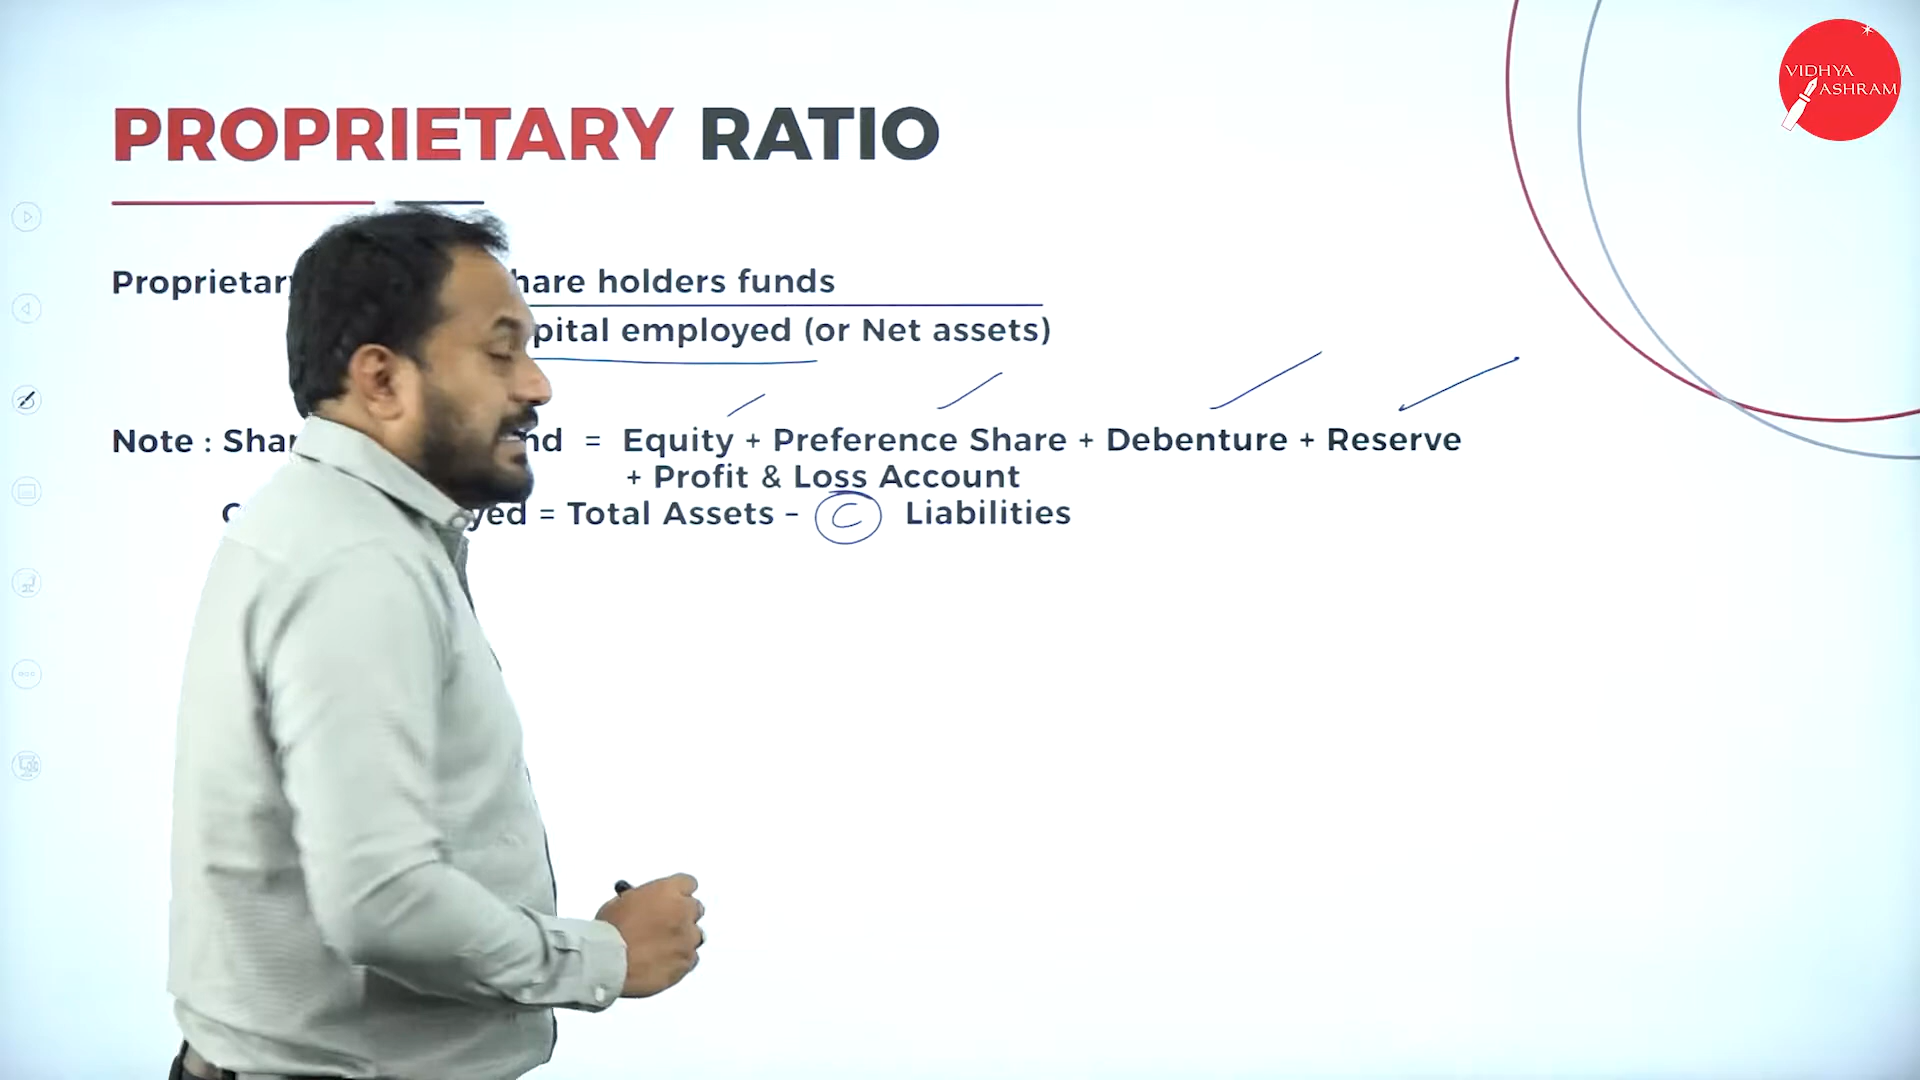 VIDHYA
ASHRAM
PROPRIETARY RATIO
Proprietary hare holders funds
pital employed (or Net assets)
Note : Shar nd = Equity + Preference Share + Debenture + Reserve
+ Profit & Loss Account
C yed = Total Assets - C Liabilities